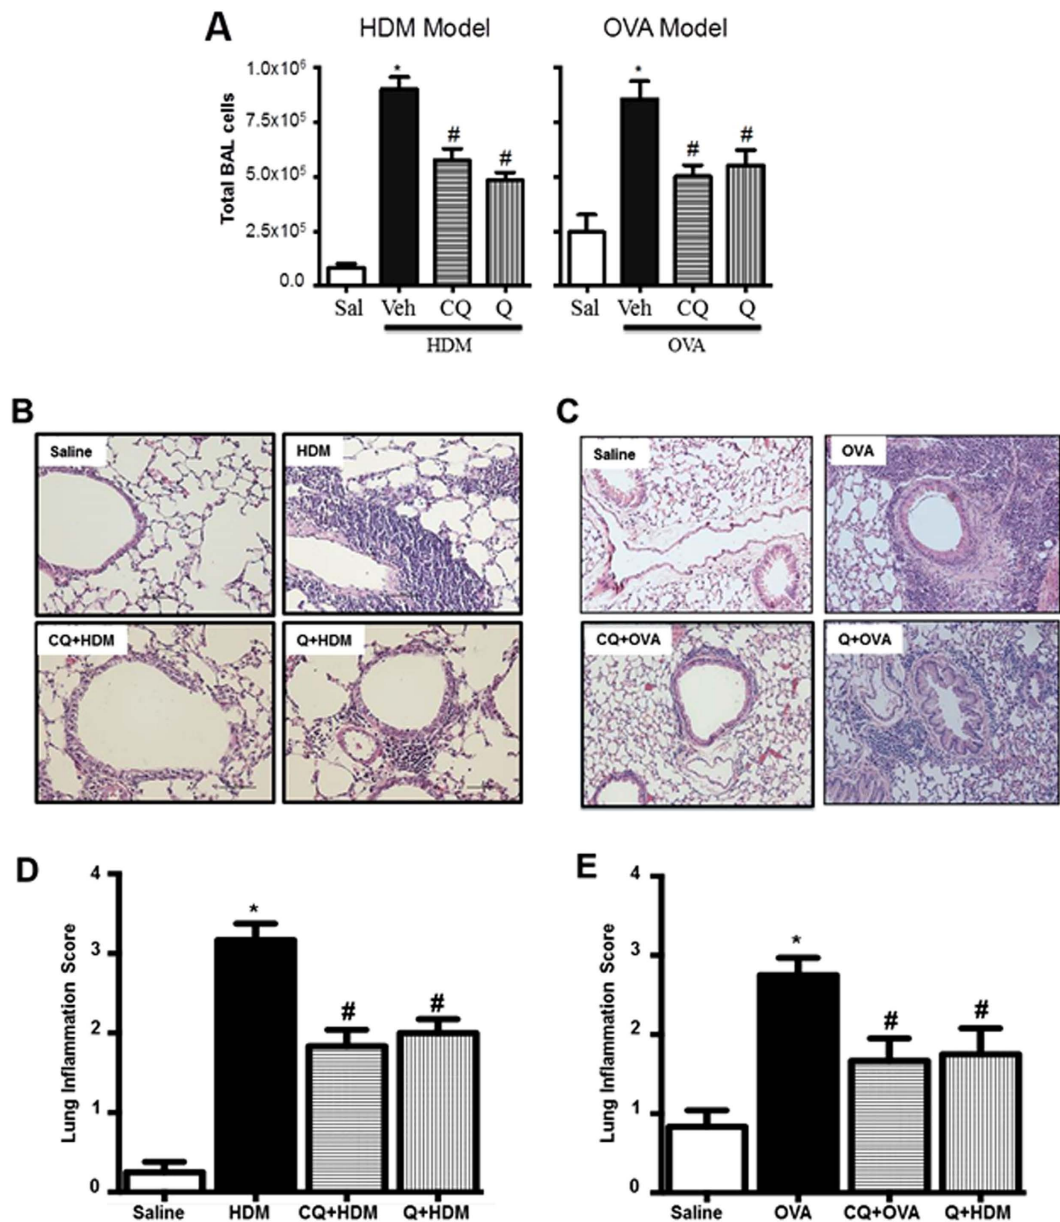 A
HDM Model
OVA Model
Total BAL cells
1.0x10⁶
7.5x10⁵
5.0x10⁵
2.5x10⁵
0.0
*
#
#
*
#
#
Sal Veh CQ Q
HDM
Sal Veh CQ Q
OVA
B
Saline
HDM
CQ+HDM
Q+HDM
C
Saline
OVA
CQ+OVA
Q+OVA
D
Lung Inflammation Score
4
3
2
1
0
*
#
#
Saline HDM CQ+HDM Q+HDM
E
Lung Inflammation Score
4
3
2
1
0
*
#
#
Saline OVA CQ+OVA Q+HDM